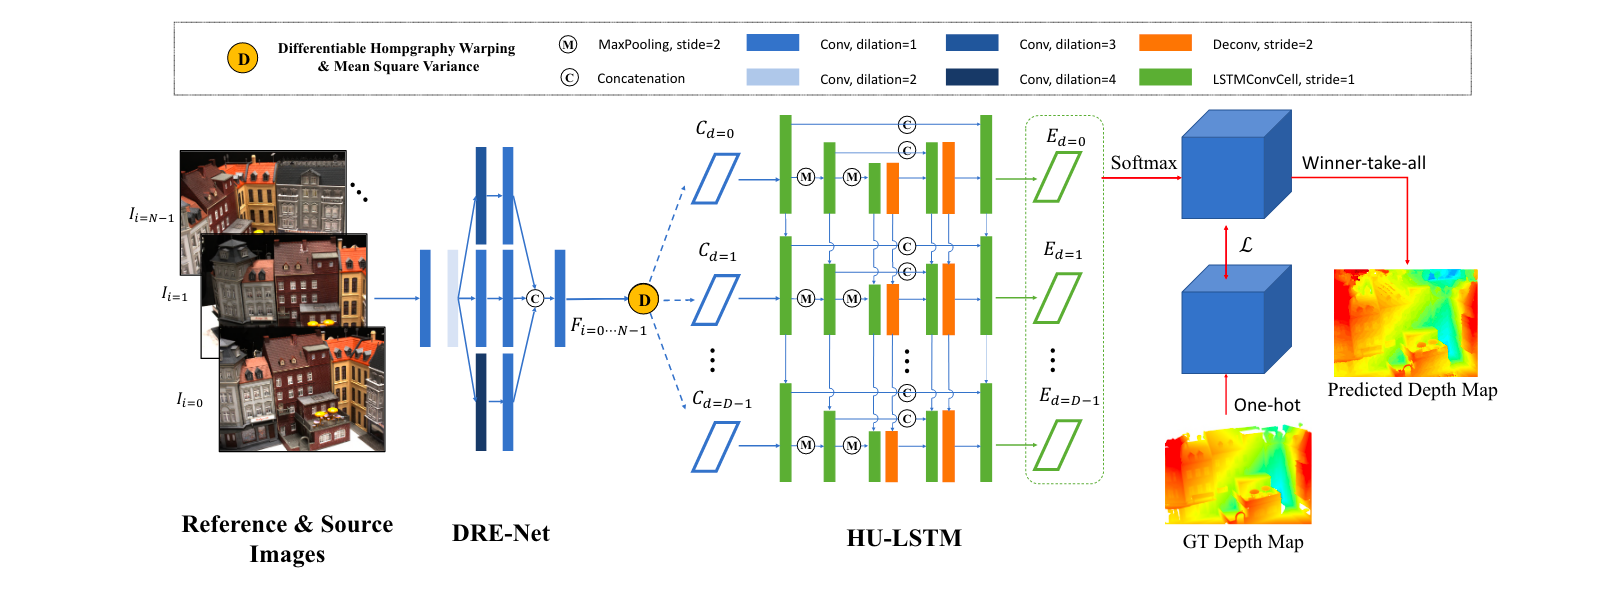 D
Differentiable Hompgraphy Warping
& Mean Square Variance
M MaxPooling, stide=2
C Concatenation
Conv, dilation=1
Conv, dilation=2
Conv, dilation=3
Conv, dilation=4
Deconv, stride=2
LSTMConvCell, stride=1
I_{i=N−1}
I_{i=1}
I_{i=0}
Reference & Source
Images
C
DRE-Net
F_{i=0⋯N−1}
D
C_{d=0}
C_{d=1}
C_{d=D−1}
C
C
M M
C
C
M M
C
C
M M
HU-LSTM
E_{d=0}
E_{d=1}
E_{d=D−1}
Softmax
Winner-take-all
ℒ
One-hot
GT Depth Map
Predicted Depth Map